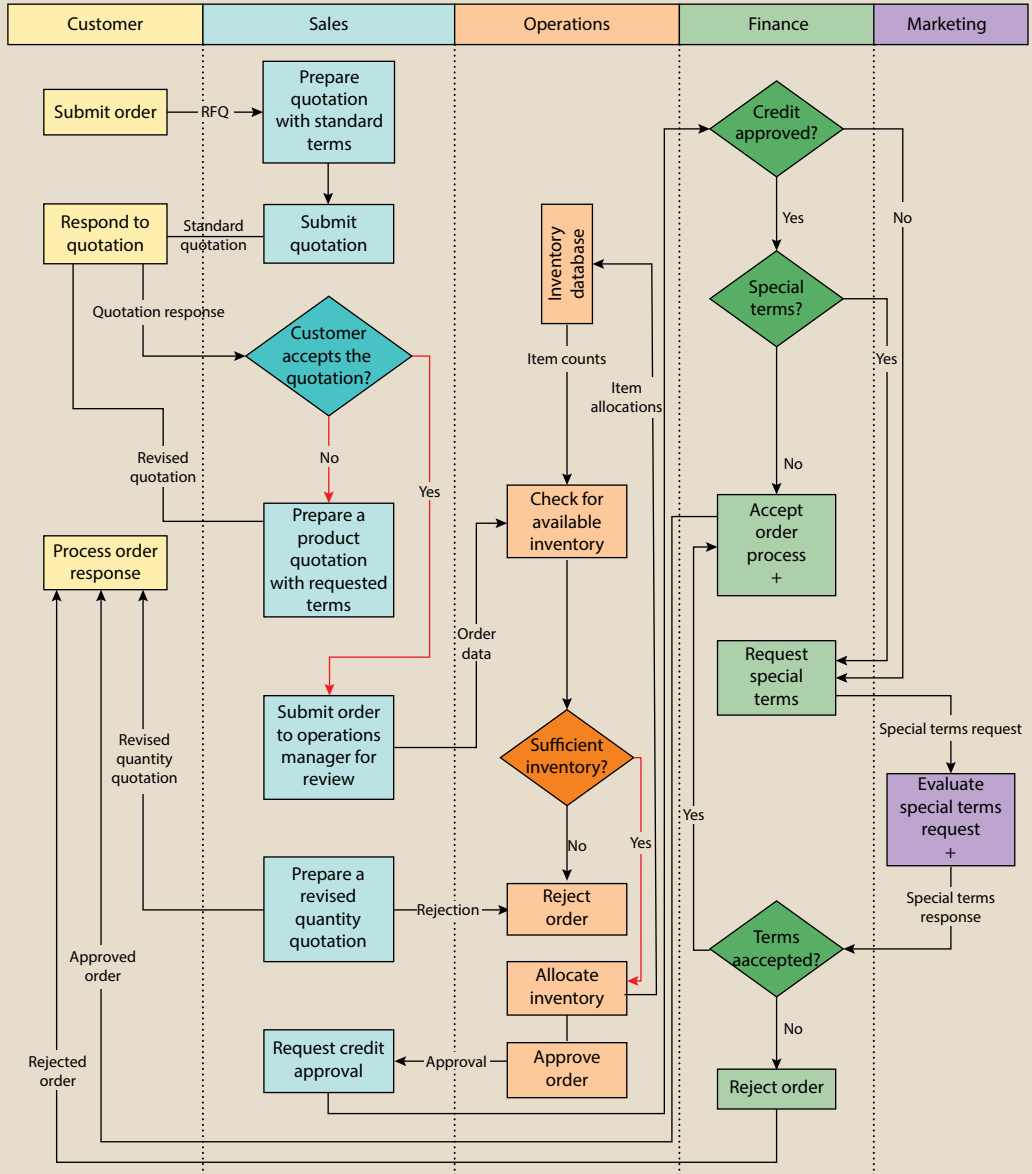 Customer
Sales
Operations
Finance
Marketing
Submit order
RFQ
Prepare
quotation
with standard
terms
Credit
approved?
Yes
No
Respond to
quotation
Standard
quotation
Submit
quotation
Inventory
database
Special
terms?
Quotation response
Customer
accepts the
quotation?
Item counts
Item
allocations
Yes
No
Revised
quotation
No
Yes
Prepare a
product
quotation
with requested
terms
Check for
available
inventory
Accept
order
process
+
Process order
response
Order
data
Request
special
terms
Submit order
to operations
manager for
review
Revised
quantity
quotation
Sufficient
inventory?
Special terms request
Evaluate
special terms
request
+
Yes
No
Yes
Prepare a
revised
quantity
quotation
Rejection
Reject
order
Special terms
response
Terms
aaccepted?
Approved
order
Allocate
inventory
No
Rejected
order
Request credit
approval
Approval
Approve
order
Reject order